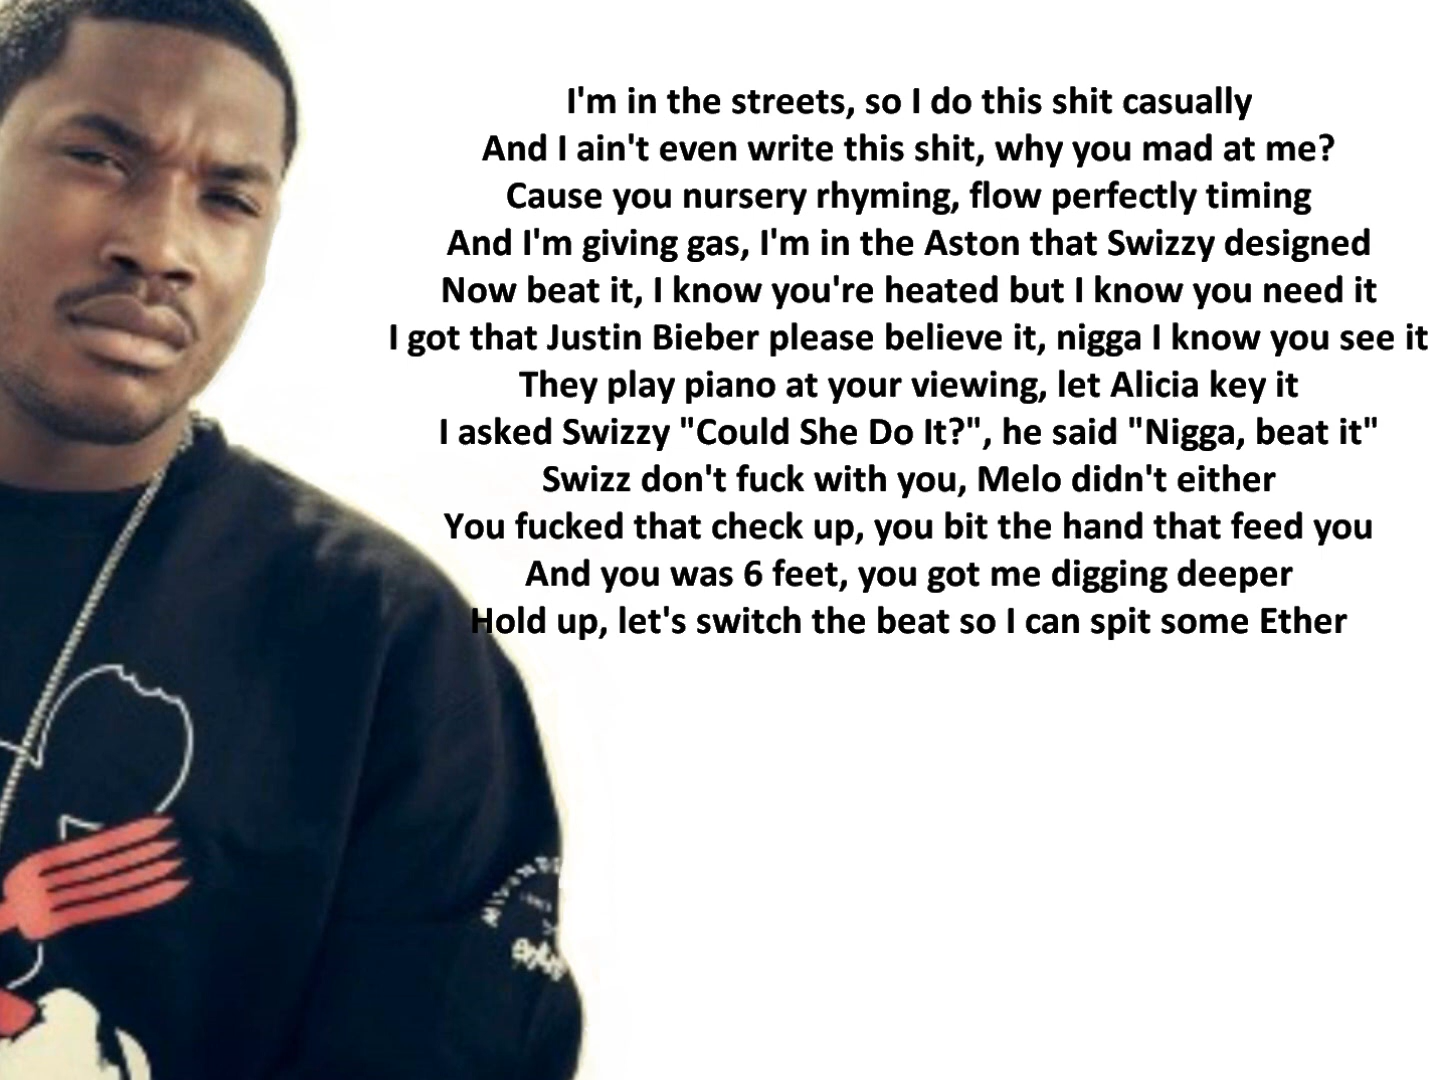 I'm in the streets, so I do this shit casually
And I ain't even write this shit, why you mad at me?
Cause you nursery rhyming, flow perfectly timing
And I'm giving gas, I'm in the Aston that Swizzy designed
Now beat it, I know you're heated but I know you need it
I got that Justin Bieber please believe it, nigga I know you see it
They play piano at your viewing, let Alicia key it
I asked Swizzy "Could She Do It?", he said "Nigga, beat it"
Swizz don't fuck with you, Melo didn't either
You fucked that check up, you bit the hand that feed you
And you was 6 feet, you got me digging deeper
Hold up, let's switch the beat so I can spit some Ether